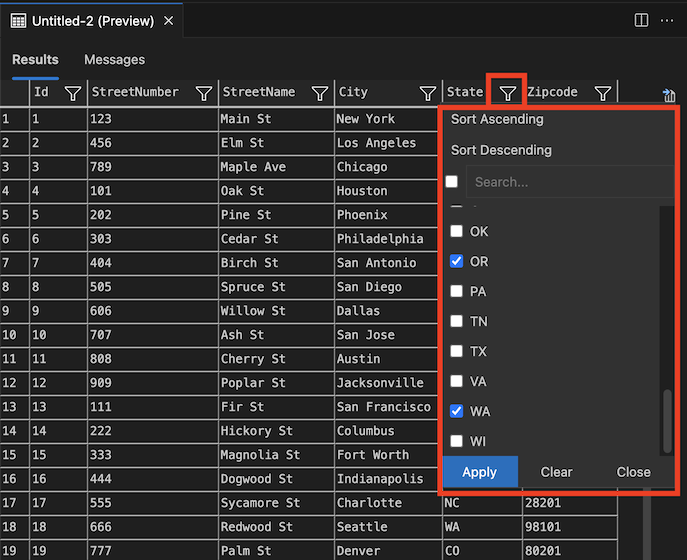 Untitled-2 (Preview)
Results Messages
Id StreetNumber StreetName City State Zipcode
1 1 123 Main St New York
2 2 456 Elm St Los Angeles
3 3 789 Maple Ave Chicago
4 4 101 Oak St Houston
5 5 202 Pine St Phoenix
6 6 303 Cedar St Philadelphia
7 7 404 Birch St San Antonio
8 8 505 Spruce St San Diego
9 9 606 Willow St Dallas
10 10 707 Ash St San Jose
11 11 808 Cherry St Austin
12 12 909 Poplar St Jacksonville
13 13 111 Fir St San Francisco
14 14 222 Hickory St Columbus
15 15 333 Magnolia St Fort Worth
16 16 444 Dogwood St Indianapolis
17 17 555 Sycamore St Charlotte NC 28201
18 18 666 Redwood St Seattle WA 98101
19 19 777 Palm St Denver CO 80201
Sort Ascending
Sort Descending
Search...
OK
OR
PA
TN
TX
VA
WA
WI
Apply Clear Close